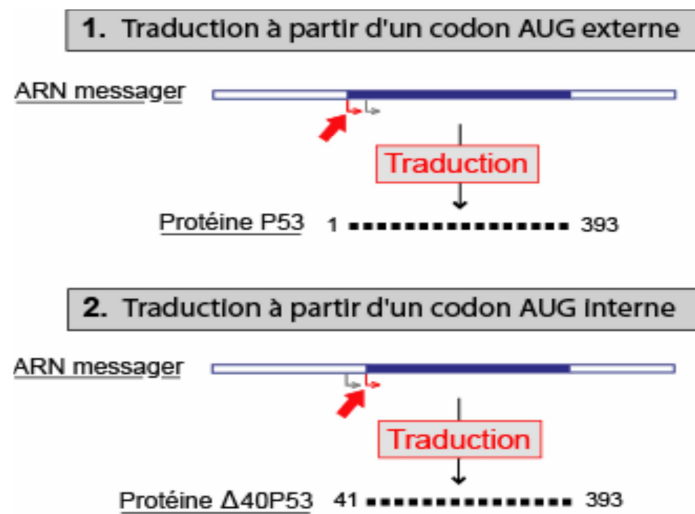 1. Traduction à partir d'un codon AUG externe
ARN messager
Traduction
Protéine P53 1 393
2. Traduction à partir d'un codon AUG interne
ARN messager
Traduction
Protéine Δ40P53 41 393